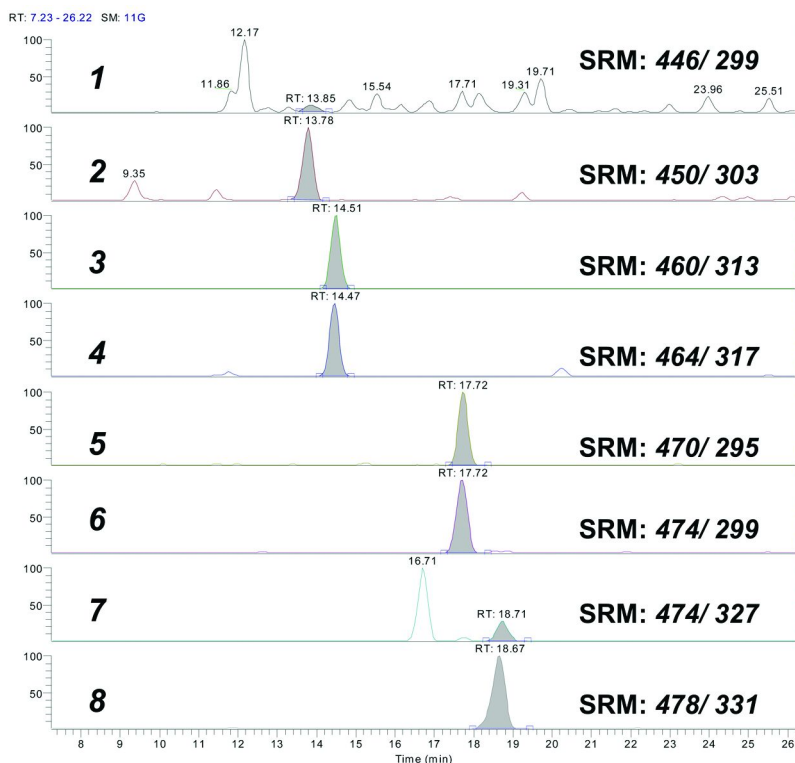 RT: 7.23 - 26.22 SM: 11G
12.17
100
SRM: 446/ 299
1
11.86
50
RT: 13.85
15.54
17.71
19.31
19.71
23.96
25.51
RT: 13.78
100
2
9.35
50
SRM: 450/ 303
RT: 14.51
100
3
50
SRM: 460/ 313
RT: 14.47
100
4
50
SRM: 464/ 317
RT: 17.72
100
5
50
SRM: 470/ 295
RT: 17.72
100
6
50
SRM: 474/ 299
16.71
100
7
50
RT: 18.71
SRM: 474/ 327
RT: 18.67
100
8
50
SRM: 478/ 331
8 9 10 11 12 13 14 15 16 17 18 19 20 21 22 23 24 25 26
Time (min)